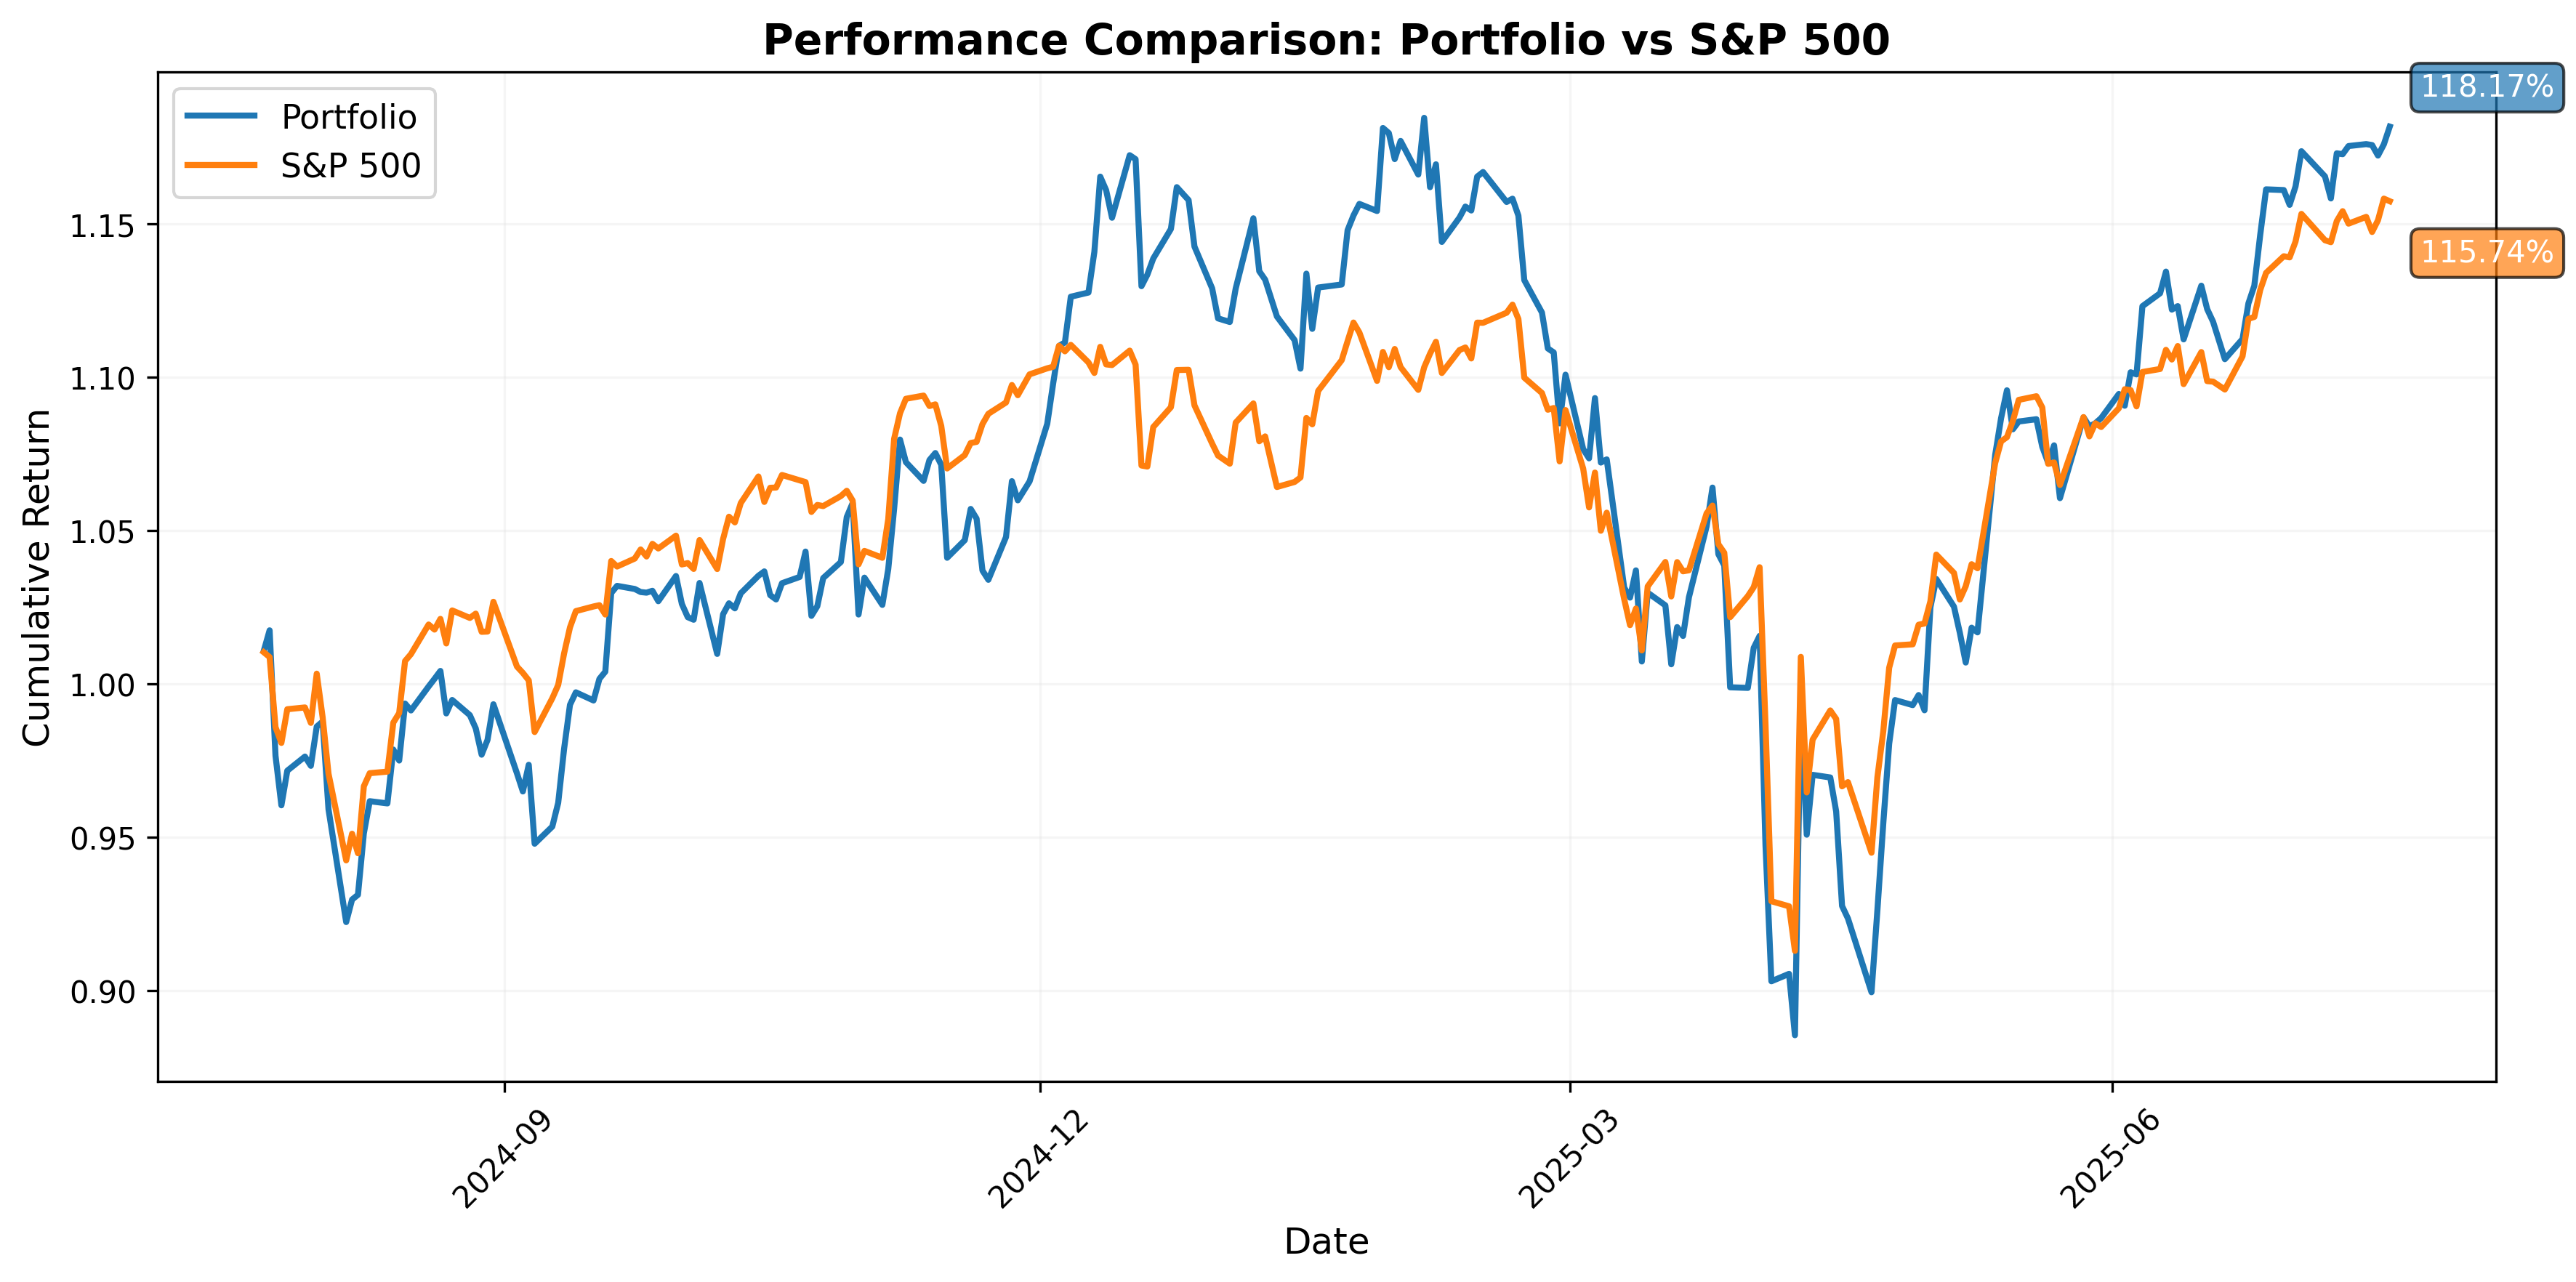 Performance Comparison: Portfolio vs S&P 500
118.17%
Portfolio
S&P 500
115.74%
1.15
1.10
1.05
1.00
0.95
0.90
Cumulative Return
2024-09
2024-12
2025-03
2025-06
Date